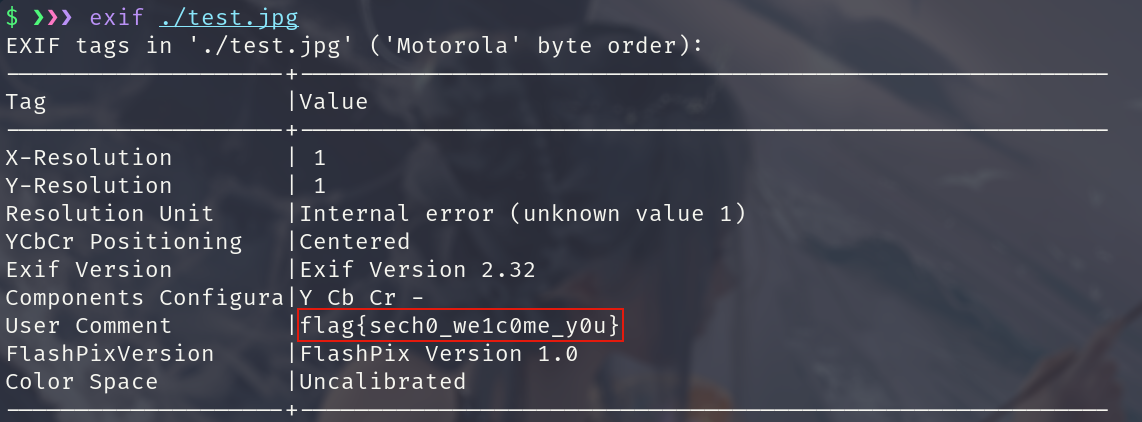 $ ❯❯❯ exif ./test.jpg
EXIF tags in './test.jpg' ('Motorola' byte order):
--------------------+----------------------------------------------------------
Tag                 |Value
--------------------+----------------------------------------------------------
X-Resolution        | 1
Y-Resolution        | 1
Resolution Unit     |Internal error (unknown value 1)
YCbCr Positioning   |Centered
Exif Version        |Exif Version 2.32
Components Configura|Y Cb Cr -
User Comment        |flag{sech0_we1c0me_y0u}
FlashPixVersion     |FlashPix Version 1.0
Color Space         |Uncalibrated
--------------------+----------------------------------------------------------